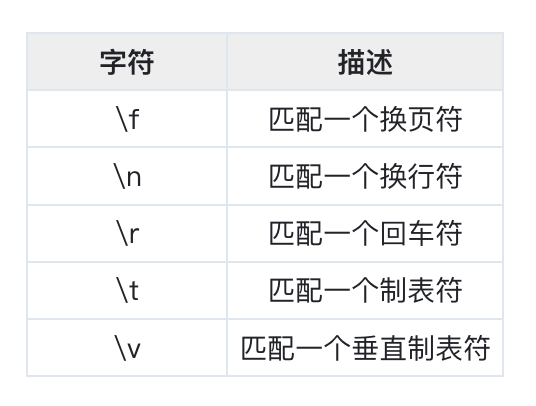 字符 描述
\f 匹配一个换页符
\n 匹配一个换行符
\r 匹配一个回车符
\t 匹配一个制表符
\v 匹配一个垂直制表符